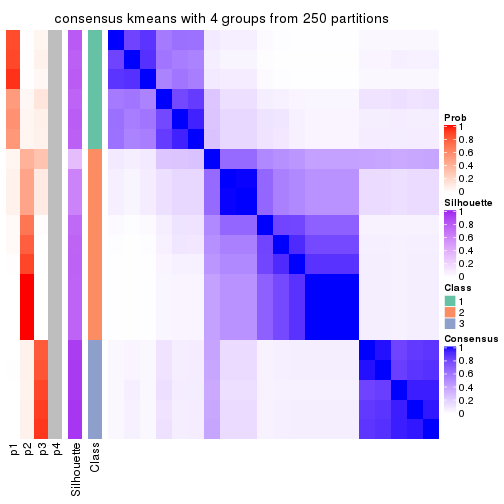 consensus kmeans with 4 groups from 250 partitions
Prob
1
0.8
0.6
0.4
0.2
0
Silhouette
1
0.8
0.6
0.4
0.2
0
Class
1
2
3
Consensus
1
0.8
0.6
0.4
0.2
0
p1
p2
p3
p4
Silhouette
Class